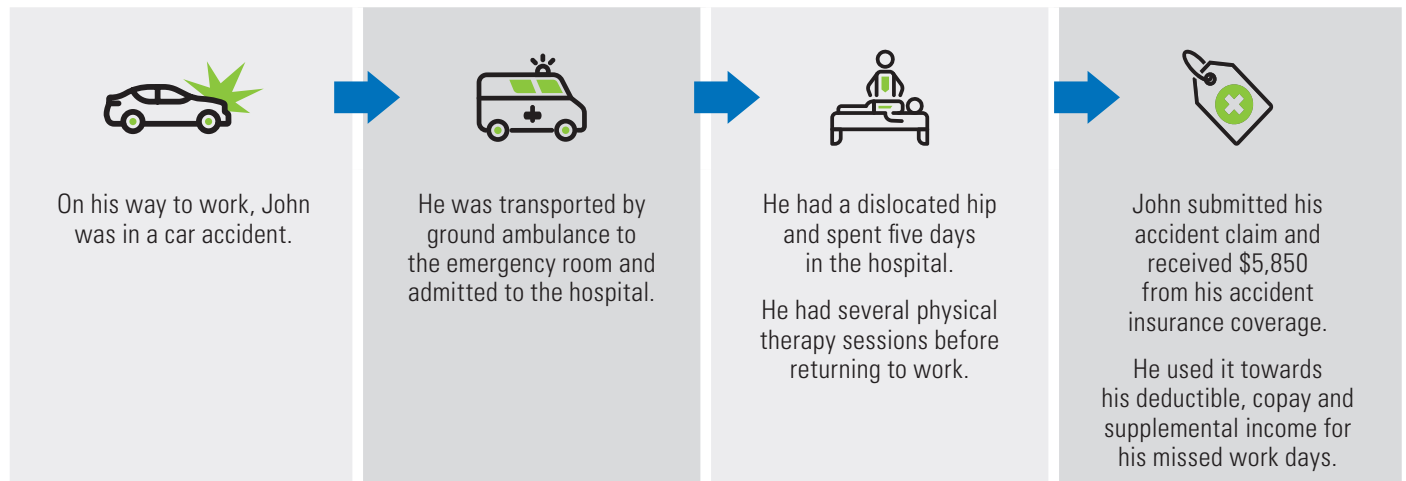 On his way to work, John
was in a car accident.
He was transported by
ground ambulance to
the emergency room and
admitted to the hospital.
He had a dislocated hip
and spent five days
in the hospital.
He had several physical
therapy sessions before
returning to work.
John submitted his
accident claim and
received $5,850
from his accident
insurance coverage.
He used it towards
his deductible, copay and
supplemental income for
his missed work days.